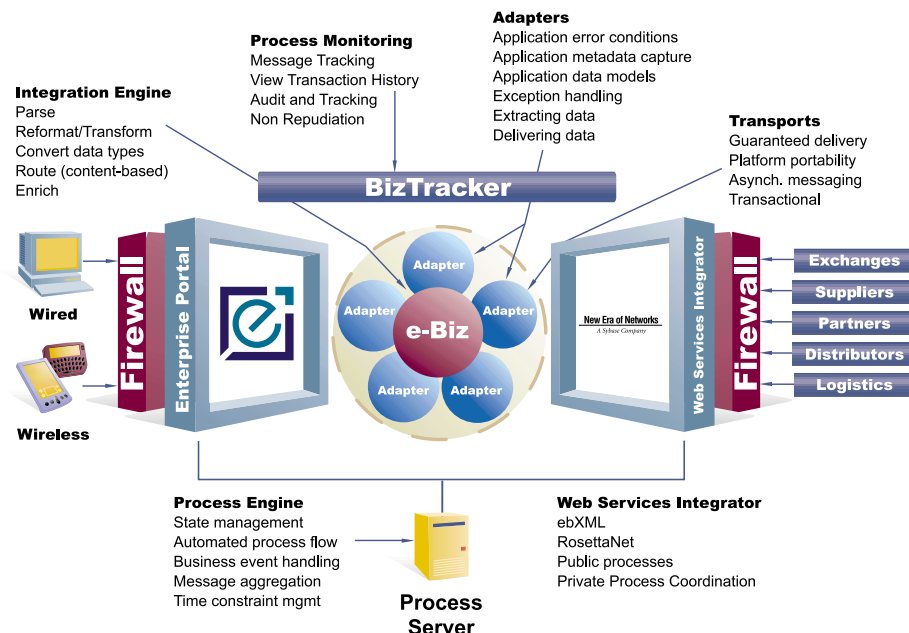 Adapters
Application error conditions
Application metadata capture
Application data models
Exception handling
Extracting data
Delivering data
Process Monitoring
Message Tracking
View Transaction History
Audit and Tracking
Non Repudiation
Integration Engine
Parse
Reformat/Transform
Convert data types
Route (content-based)
Enrich
Transports
Guaranteed delivery
Platform portability
Asynch. messaging
Transactional
BizTracker
Wired
Wireless
Firewall
Enterprise Portal
Adapter
Adapter
Adapter
e-Biz
Adapter
Adapter
New Era of Networks
A Sybase Company
Web Services Integrator
Firewall
Exchanges
Suppliers
Partners
Distributors
Logistics
Process Engine
State management
Automated process flow
Business event handling
Message aggregation
Time constraint mgmt
Process
Server
Web Services Integrator
ebXML
RosettaNet
Public processes
Private Process Coordination